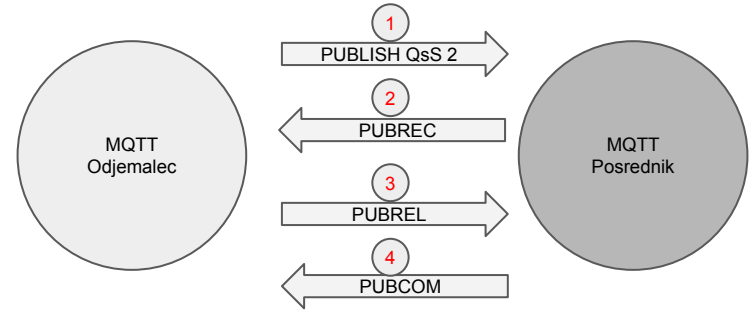 1
PUBLISH QsS 2
2
PUBREC
MQTT
Odjemalec
MQTT
Posrednik
3
PUBREL
4
PUBCOM